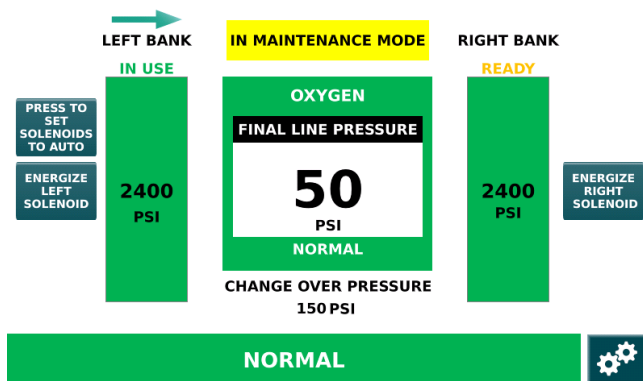 LEFT BANK
IN USE
IN MAINTENANCE MODE
RIGHT BANK
READY
PRESS TO
SET
SOLENOIDS
TO AUTO
ENERGIZE
LEFT
SOLENOID
2400
PSI
OXYGEN
FINAL LINE PRESSURE
50
PSI
NORMAL
CHANGE OVER PRESSURE
150 PSI
2400
PSI
ENERGIZE
RIGHT
SOLENOID
NORMAL